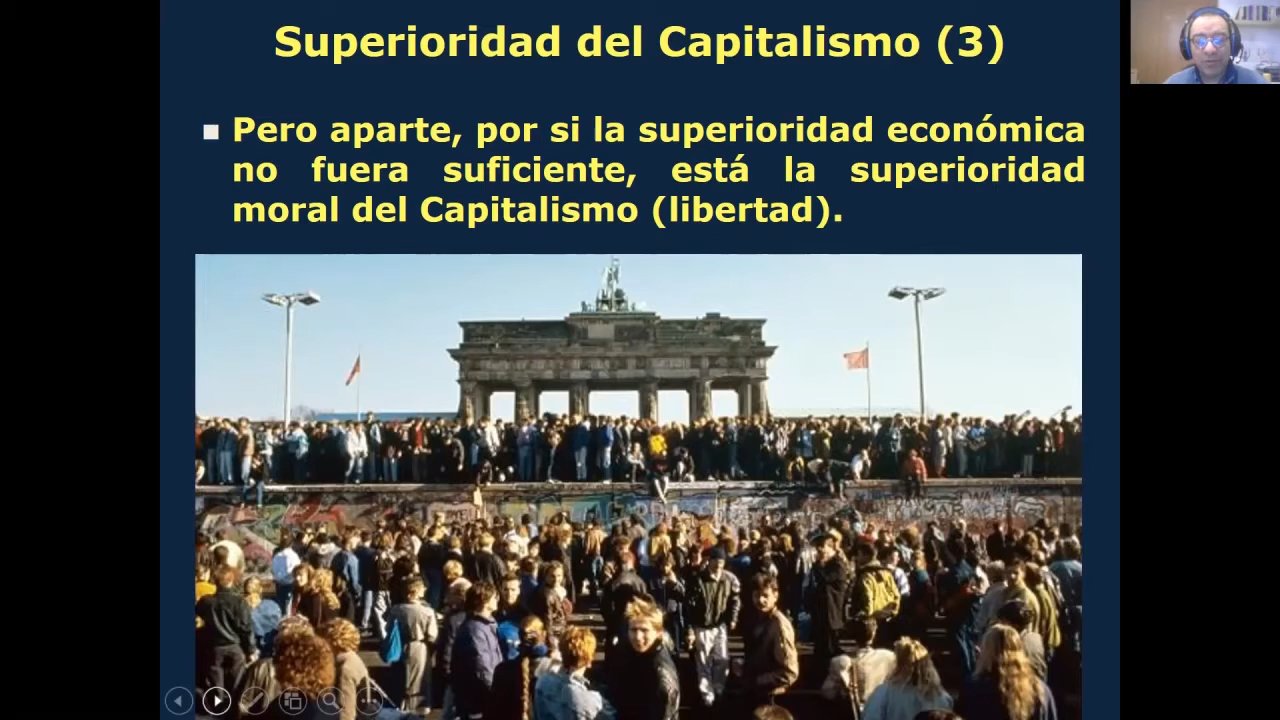 Superioridad del Capitalismo (3)
Pero aparte, por si la superioridad económica
no fuera suficiente, está la superioridad
moral del Capitalismo (libertad).